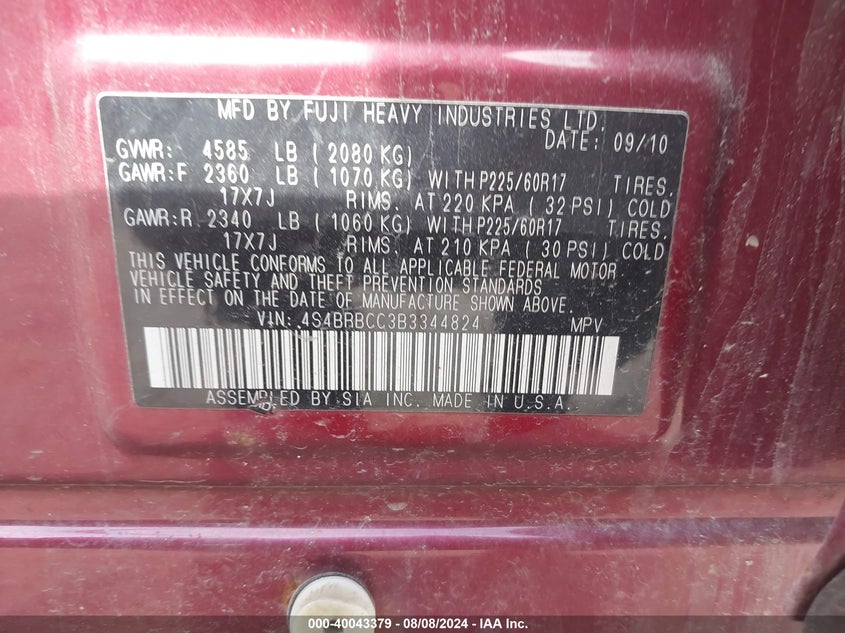 MFD BY FUJI HEAVY INDUSTRIES LTD.
DATE: 09/10
GVWR: 4585 LB ( 2080 KG)
GAWR:F 2360 LB ( 1070 KG) WITH P225/60R17 TIRES.
17X7J RIMS. AT 220 KPA ( 32 PSI) COLD
GAWR:R 2340 LB ( 1060 KG) WITH P225/60R17 TIRES.
17X7J RIMS. AT 210 KPA ( 30 PSI) COLD
THIS VEHICLE CONFORMS TO ALL APPLICABLE FEDERAL MOTOR
VEHICLE SAFETY AND THEFT PREVENTION STANDARDS
IN EFFECT ON THE DATE OF MANUFACTURE SHOWN ABOVE.
VIN: 4S4BRBCC3B3344824 MPV
ASSEMBLED BY SIA INC. MADE IN U.S.A.
000-40043379 - 08/08/2024 - IAA Inc.